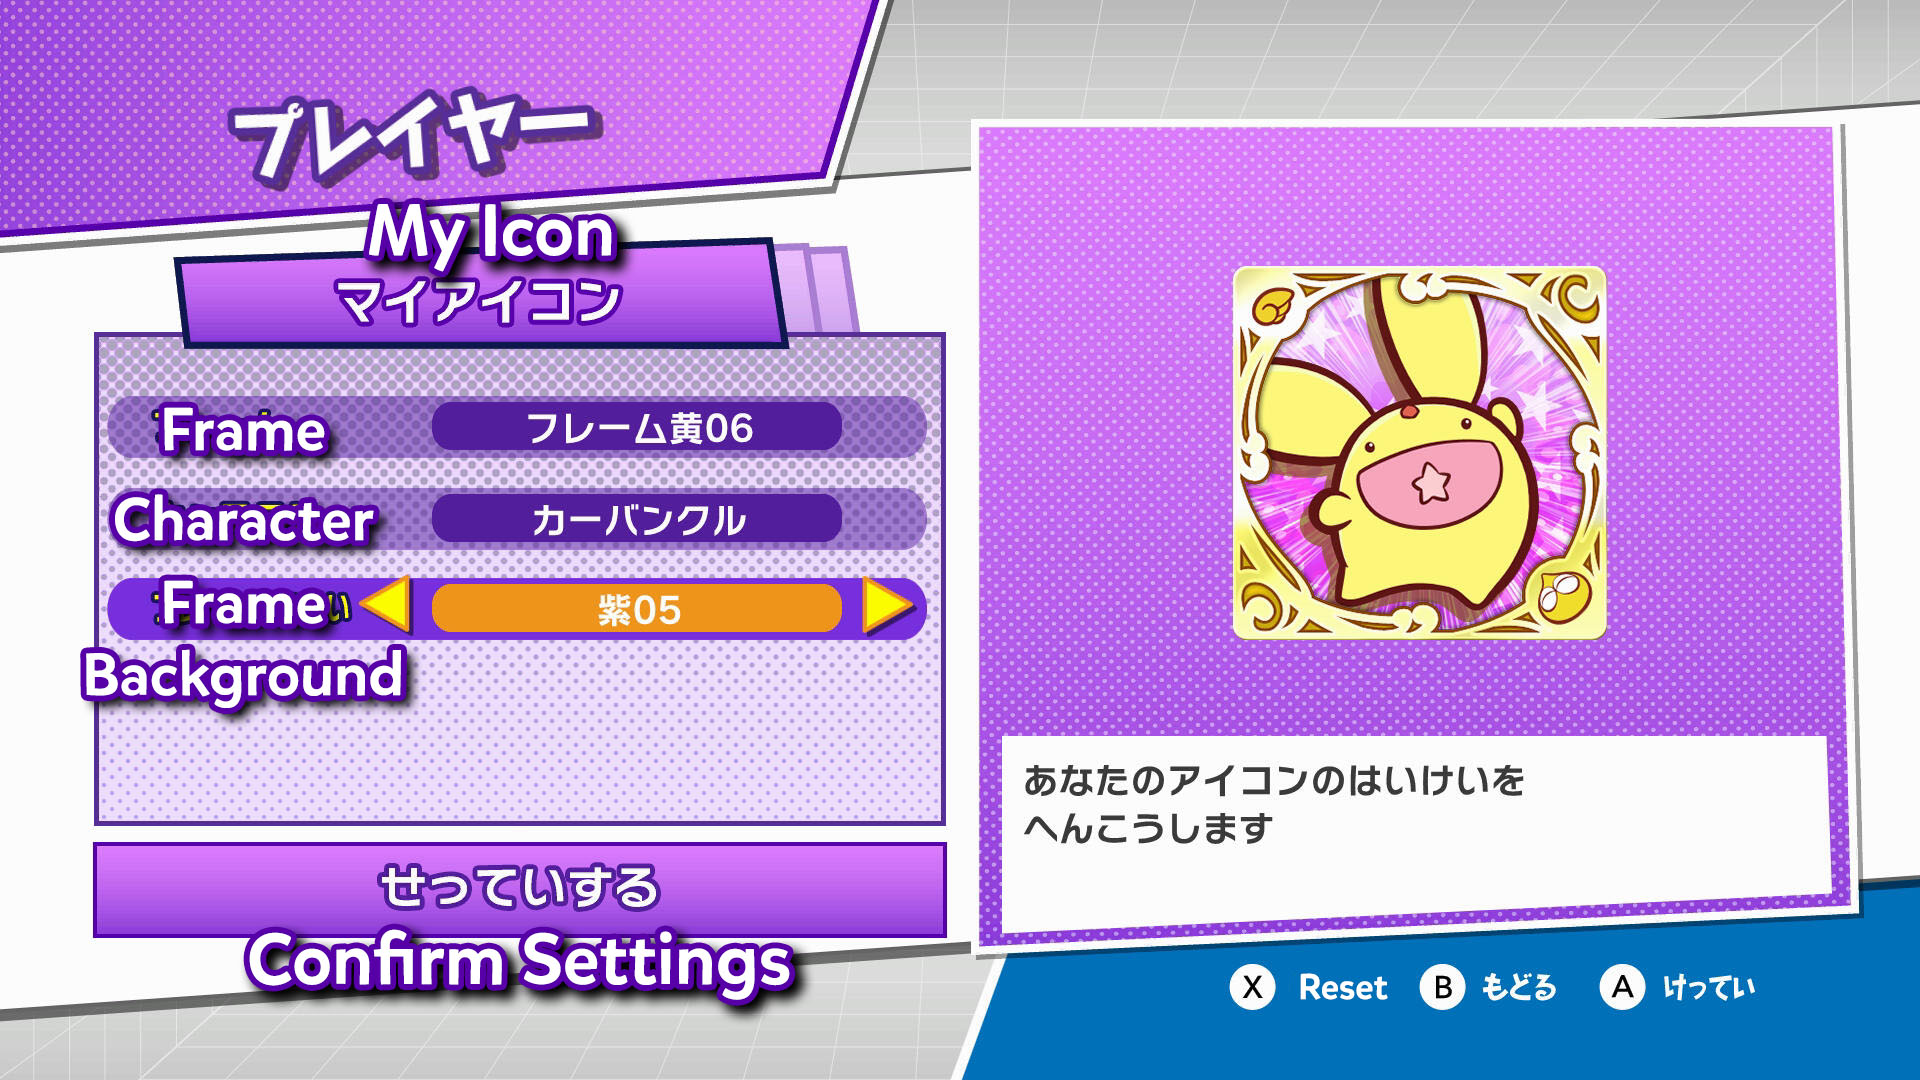 プレイヤー
My Icon
マイアイコン
Frame フレーム黄06
Character カーバンクル
Frame 紫05
Background
せっていする
Confirm Settings
あなたのアイコンのはいけいを
へんこうします
X Reset B もどる A けってい